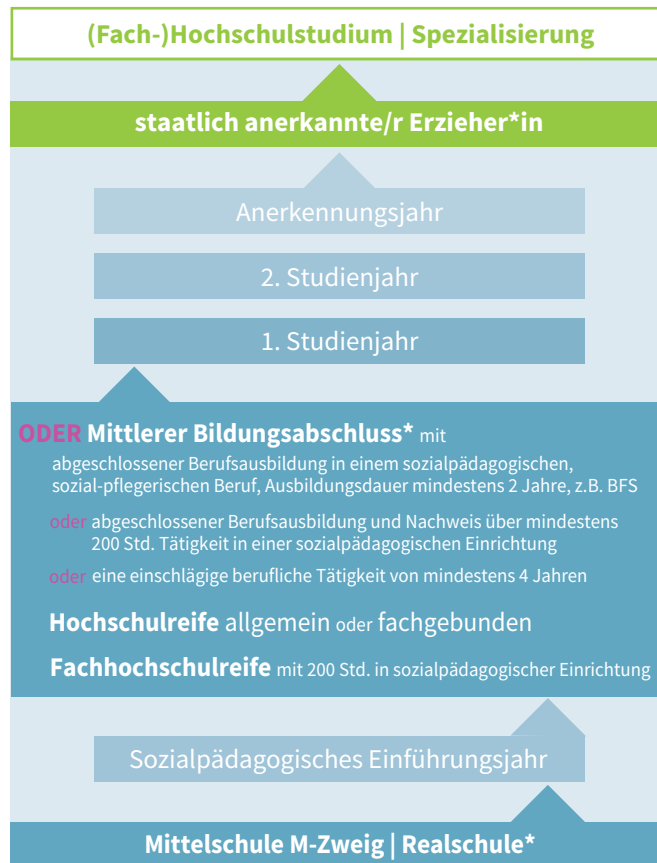 (Fach-)Hochschulstudium | Spezialisierung
staatlich anerkannte/r Erzieher*in
Anerkennungsjahr
2. Studienjahr
1. Studienjahr
ODER Mittlerer Bildungsabschluss* mit
abgeschlossener Berufsausbildung in einem sozialpädagogischen,
sozial-pflegerischen Beruf, Ausbildungsdauer mindestens 2 Jahre, z.B. BFS
oder abgeschlossener Berufsausbildung und Nachweis über mindestens
200 Std. Tätigkeit in einer sozialpädagogischen Einrichtung
oder eine einschlägige berufliche Tätigkeit von mindestens 4 Jahren
Hochschulreife allgemein oder fachgebunden
Fachhochschulreife mit 200 Std. in sozialpädagogischer Einrichtung
Sozialpädagogisches Einführungsjahr
Mittelschule M-Zweig | Realschule*